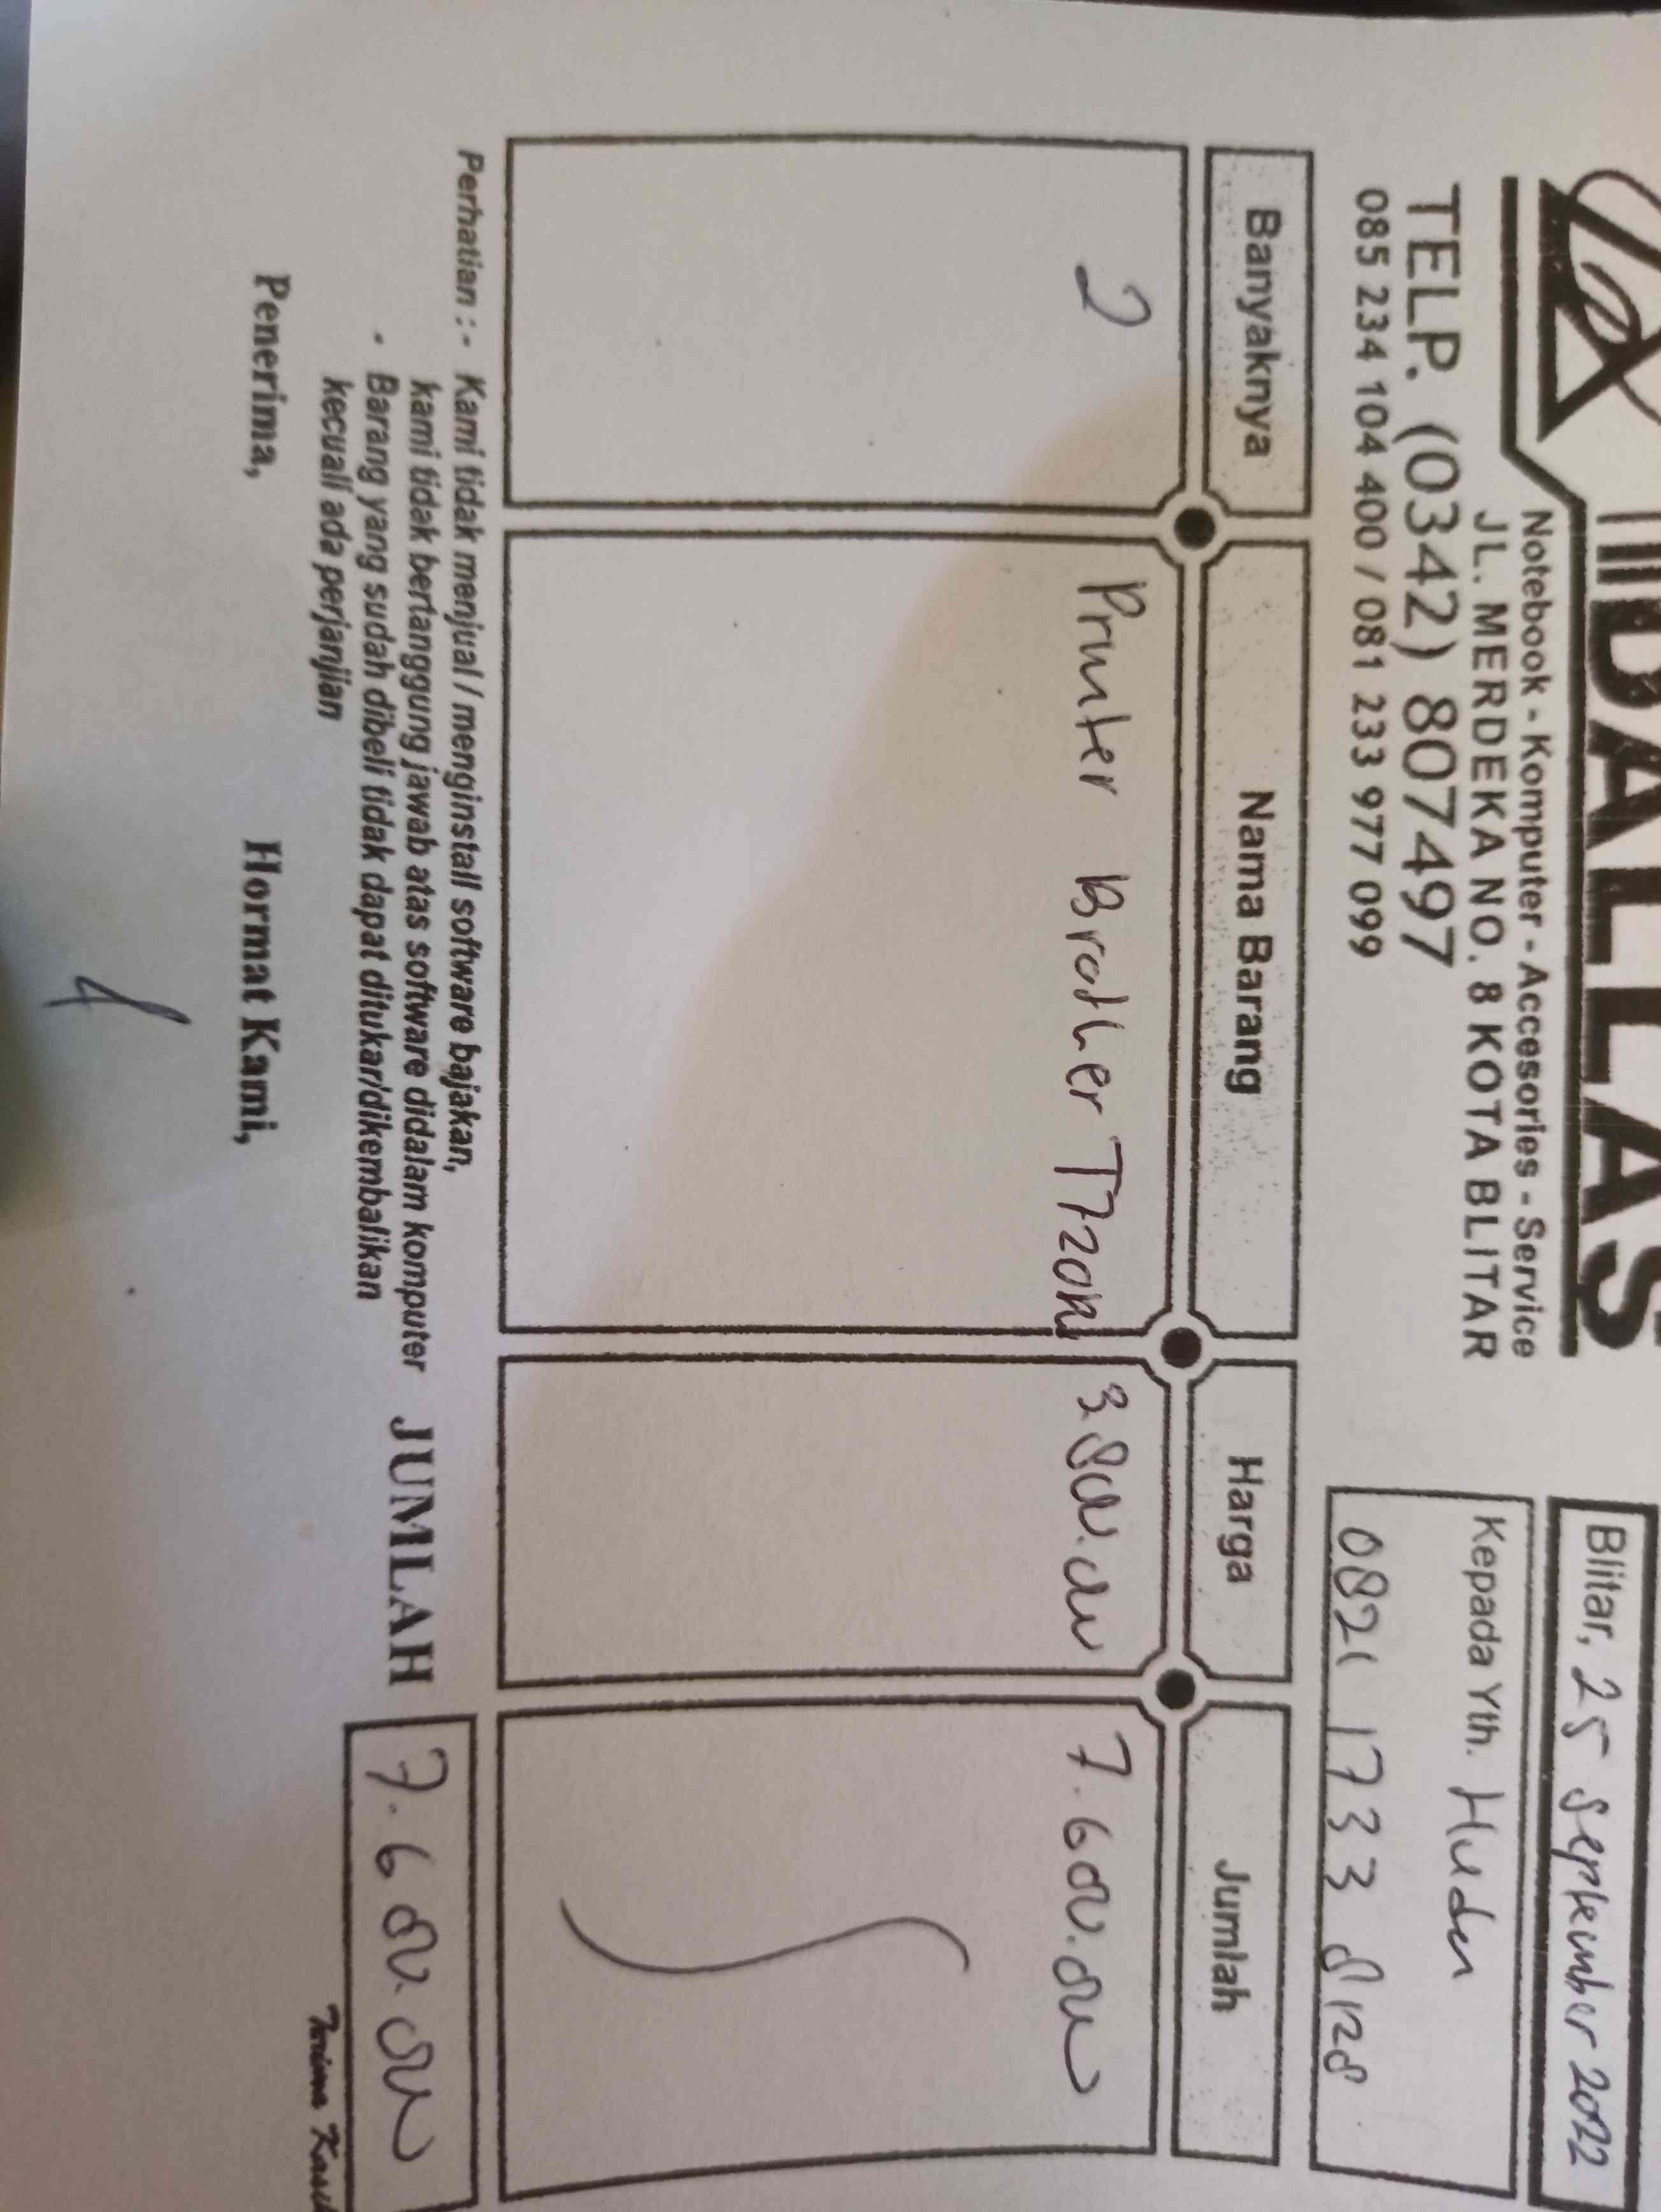 DALLAS
Notebook - Komputer - Accesories - Service
JL. MERDEKA NO. 8 KOTA BLITAR
TELP. (0342) 807497
085 234 104 400 / 081 233 977 099
Blitar, 25 September 2022
Kepada Yth. Huda
0821 1733 8128
Banyaknya Nama Barang Harga Jumlah
2 Printer Brother T720DW 3.800.000 7.600.000
Perhatian : - Kami tidak menjual / menginstall software bajakan,
kami tidak bertanggung jawab atas software didalam komputer
- Barang yang sudah dibeli tidak dapat ditukar/dikembalikan
kecuali ada perjanjian
JUMLAH 7.600.000
Penerima, Hormat Kami,
Terima